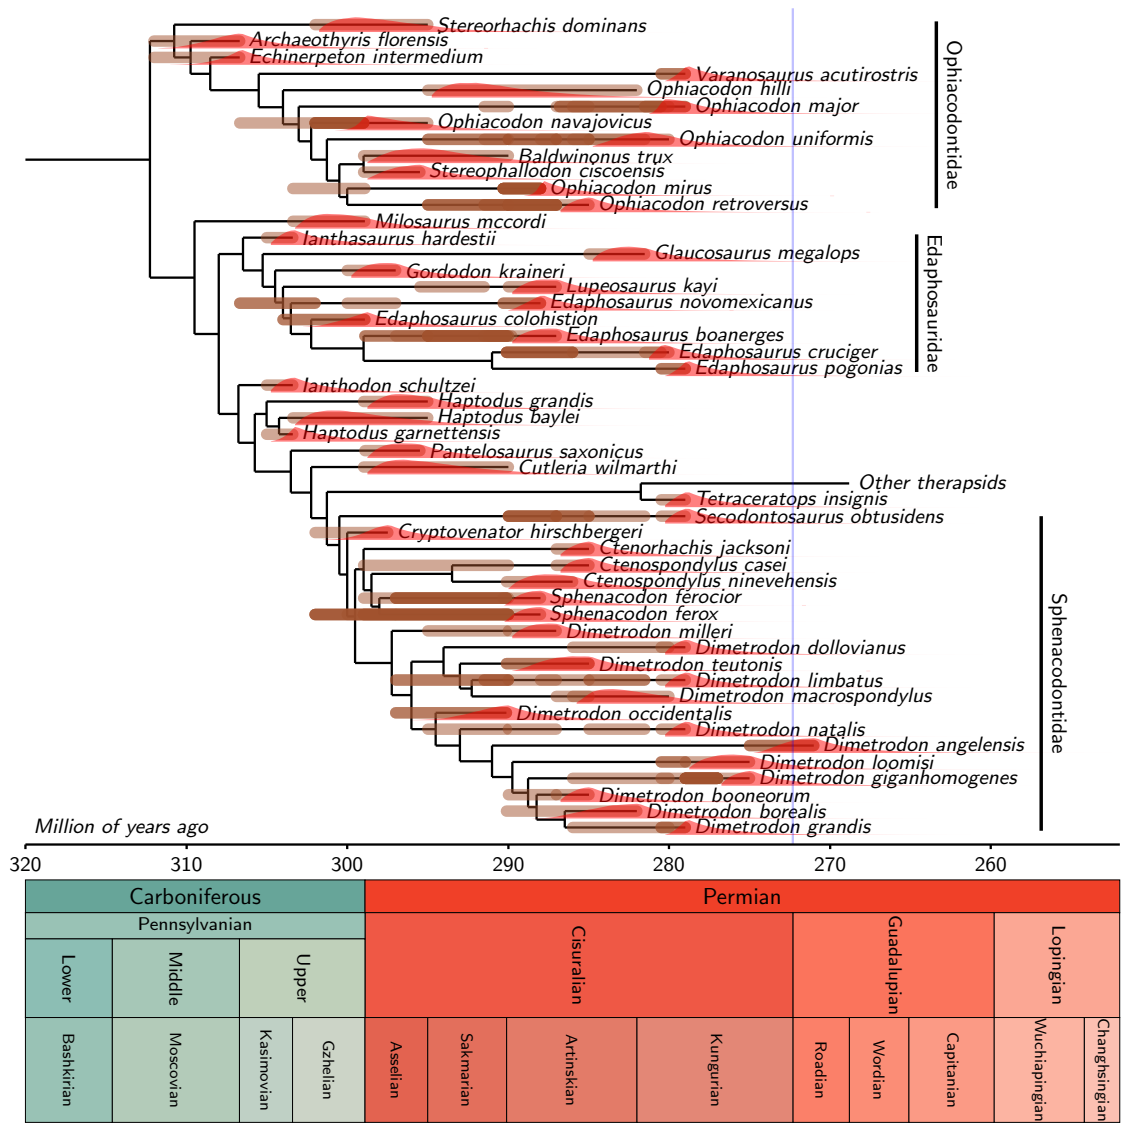 Stereorhachis dominans
Archaeothyris florensis
Echinerpeton intermedium
Varanosaurus acutirostris
Ophiacodon hilli
Ophiacodon major
Ophiacodon navajovicus
Ophiacodon uniformis
Baldwinonus trux
Stereophallodon ciscoensis
Ophiacodon mirus
Ophiacodon retroversus
Ophiacodontidae
Milosaurus mccordi
Ianthasaurus hardestii
Glaucosaurus megalops
Gordodon kraineri
Lupeosaurus kayi
Edaphosaurus novomexicanus
Edaphosaurus colohistion
Edaphosaurus boanerges
Edaphosaurus cruciger
Edaphosaurus pogonias
Edaphosauridae
Ianthodon schultzei
Haptodus grandis
Haptodus baylei
Haptodus garnettensis
Pantelosaurus saxonicus
Cutleria wilmarthi
Other therapsids
Tetraceratops insignis
Secodontosaurus obtusidens
Cryptovenator hirschbergeri
Ctenorhachis jacksoni
Ctenospondylus casei
Ctenospondylus ninevehensis
Sphenacodon ferocior
Sphenacodon ferox
Dimetrodon milleri
Dimetrodon dollovianus
Dimetrodon teutonis
Dimetrodon limbatus
Dimetrodon macrospondylus
Dimetrodon occidentalis
Dimetrodon natalis
Dimetrodon angelensis
Dimetrodon loomisi
Dimetrodon giganhomogenes
Dimetrodon booneorum
Dimetrodon borealis
Dimetrodon grandis
Sphenacodontidae
Million of years ago
320 310 300 290 280 270 260
Carboniferous Permian
Pennsylvanian
Lower Middle Upper Cisuralian Guadalupian Lopingian
Bashkirian Moscovian Kasimovian Gzhelian Asselian Sakmarian Artinskian Kungurian Roadian Wordian Capitanian Wuchiapingian Changhsingian